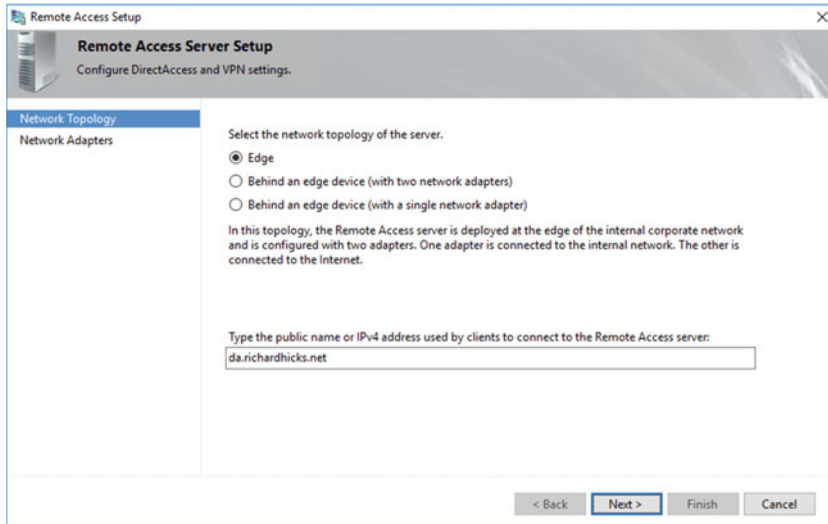 Remote Access Setup
Remote Access Server Setup
Configure DirectAccess and VPN settings.
Network Topology
Network Adapters
Select the network topology of the server.
Edge
Behind an edge device (with two network adapters)
Behind an edge device (with a single network adapter)
In this topology, the Remote Access server is deployed at the edge of the internal corporate network
and is configured with two adapters. One adapter is connected to the internal network. The other is
connected to the Internet.
Type the public name or IPv4 address used by clients to connect to the Remote Access server:
da.richardhicks.net
< Back Next > Finish Cancel